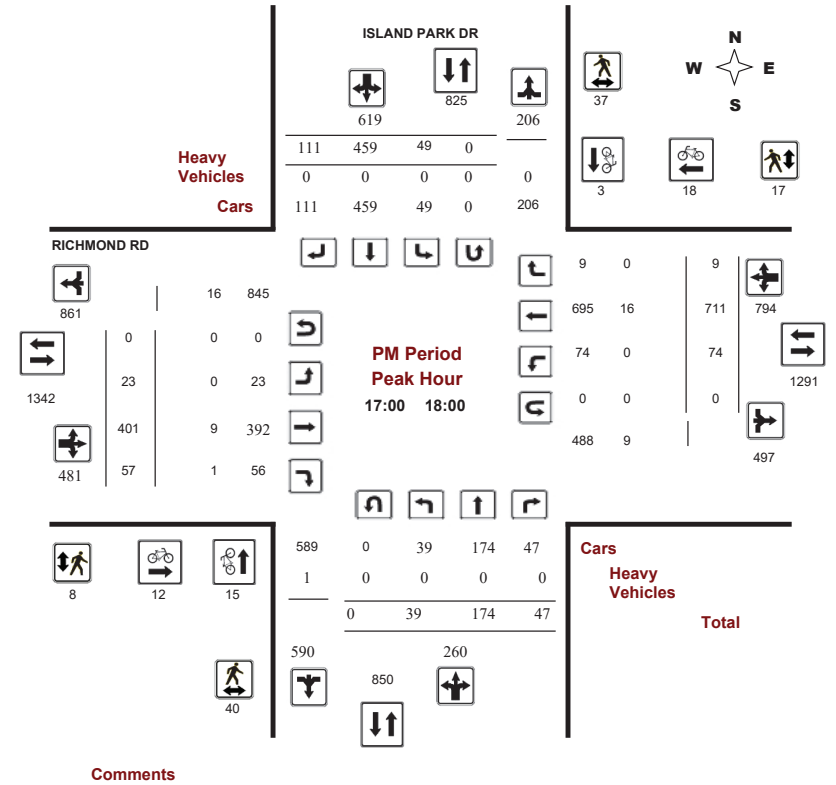 ISLAND PARK DR
N
W E
S
825
37
619 206
111 459 49 0
Heavy
Vehicles
0 0 0 0 0
3 18 17
Cars
111 459 49 0 206
RICHMOND RD
861
16 845
9 0 9
695 16 711 794
0 0 0
1342
23 0 23
PM Period
Peak Hour
17:00 18:00
74 0 74
1291
0 0 0
401 9 392
481
57 1 56
488 9
497
589 0 39 174 47
Cars
1 0 0 0 0
Heavy
Vehicles
8 12 15
0 39 174 47
Total
590 260
850
40
Comments